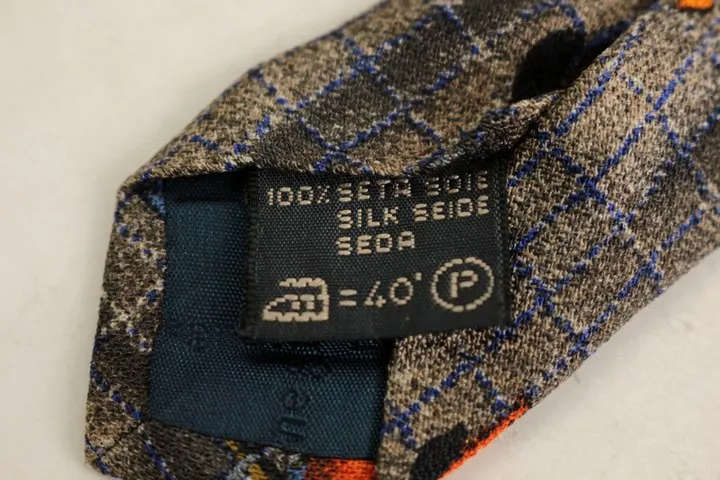 100% SETA SOIE
SILK SEIDE
SEDA
=40° P